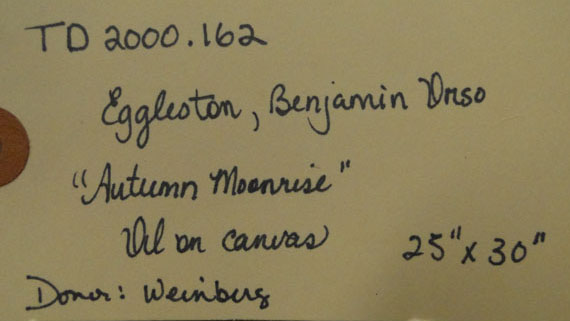 TD 2000.162
Eggleston, Benjamin Orso
"Autumn Moonrise"
Oil on canvas 25" x 30"
Donor: Weinberg